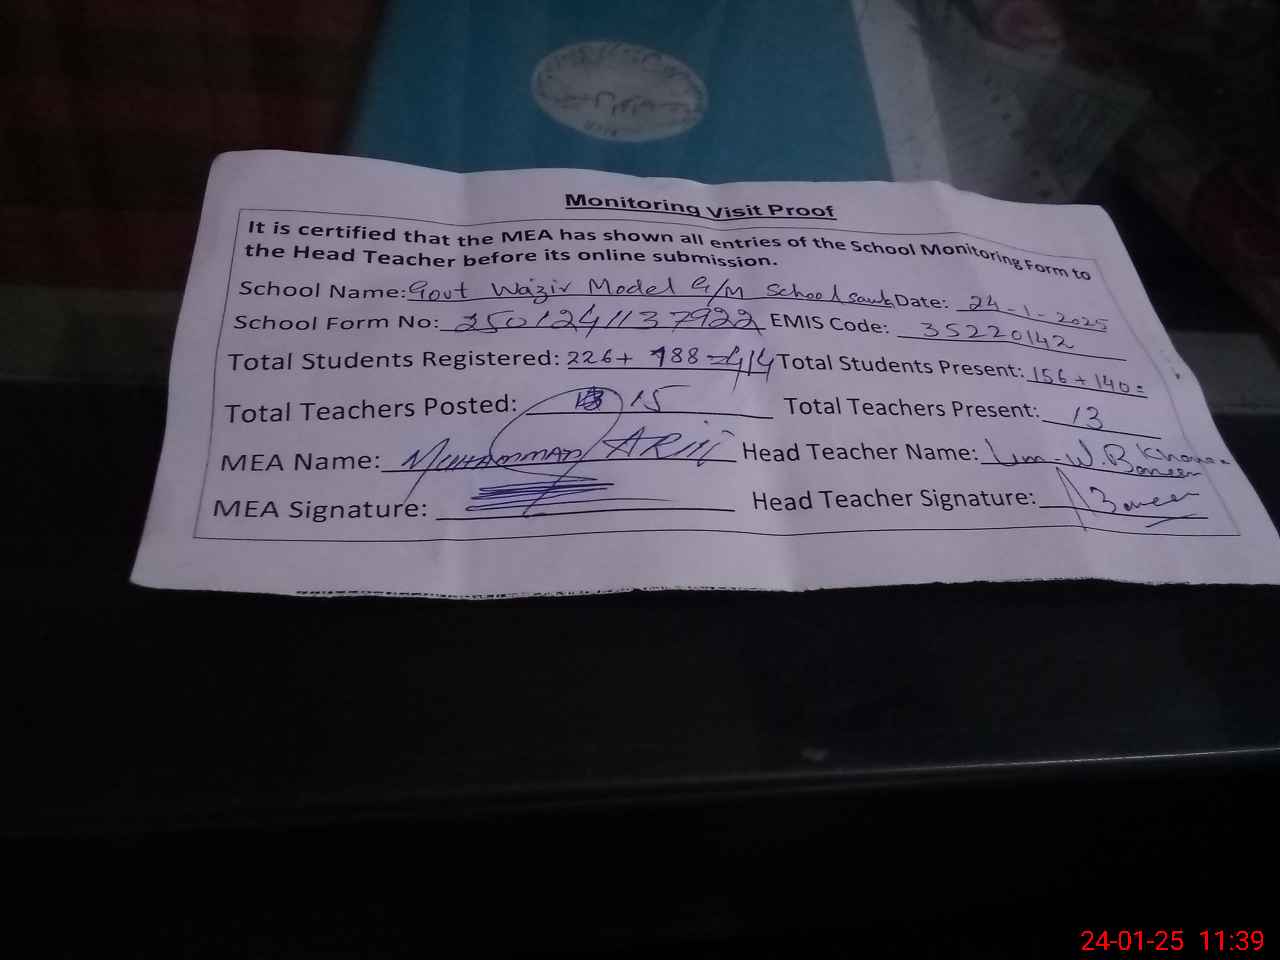 Monitoring Visit Proof
It is certified that the MEA has shown all entries of the School Monitoring Form to
the Head Teacher before its online submission.
School Name: Govt Wazir Model G/M School Date: 24-1-2025
School Form No: 250124113 7922 EMIS Code: 35220142
Total Students Registered: 226+ 188 = 414 Total Students Present: 156 + 140 =
Total Teachers Posted: 15 Total Teachers Present: 13
MEA Name: MUHAMMAD ARIF Head Teacher Name:
MEA Signature: Head Teacher Signature:
24-01-25 11:39